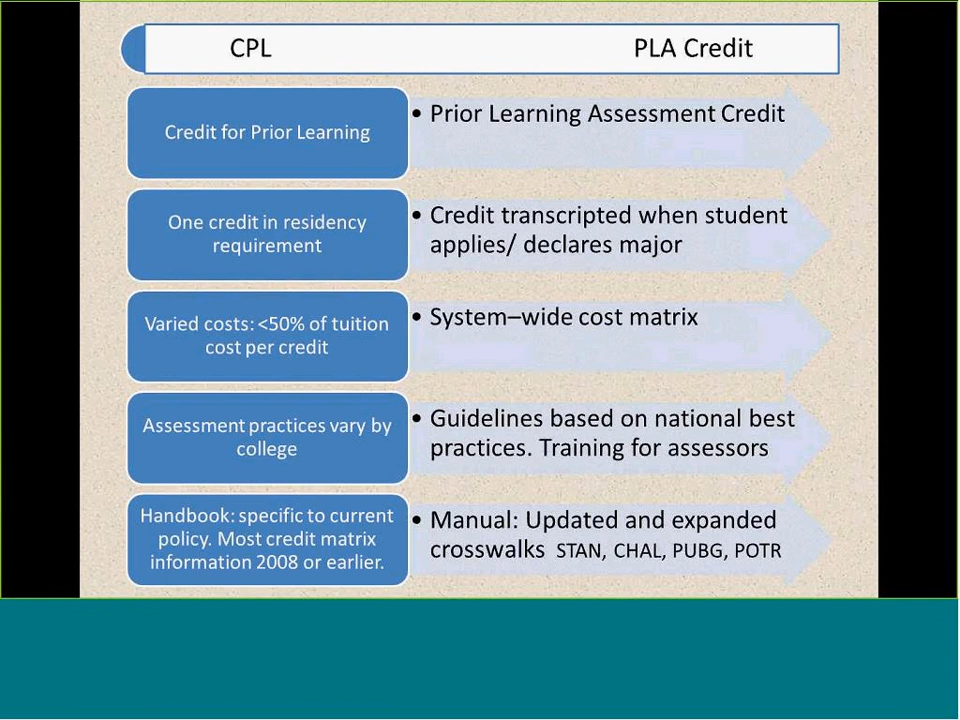 CPL PLA Credit
Credit for Prior Learning
• Prior Learning Assessment Credit
One credit in residency
requirement
• Credit transcripted when student
applies/ declares major
Varied costs: <50% of tuition
cost per credit
• System–wide cost matrix
Assessment practices vary by
college
• Guidelines based on national best
practices. Training for assessors
Handbook: specific to current
policy. Most credit matrix
information 2008 or earlier.
• Manual: Updated and expanded
crosswalks STAN, CHAL, PUBG, POTR